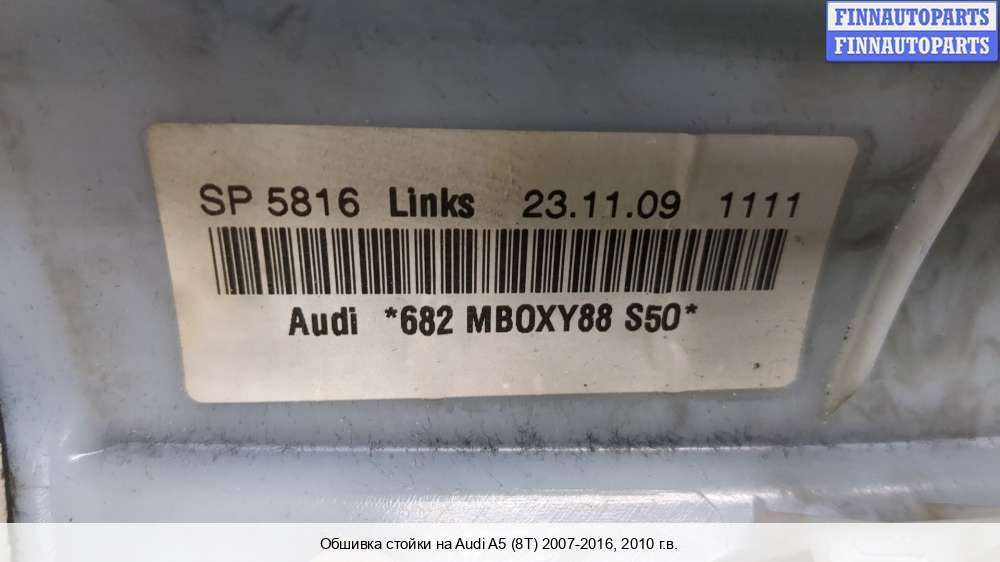 FINNAUTOPARTS
FINNAUTOPARTS
SP 5816 Links 23.11.09 1111
Audi *682 MBOXY88 S50*
Обшивка стойки на Audi A5 (8T) 2007-2016, 2010 г.в.